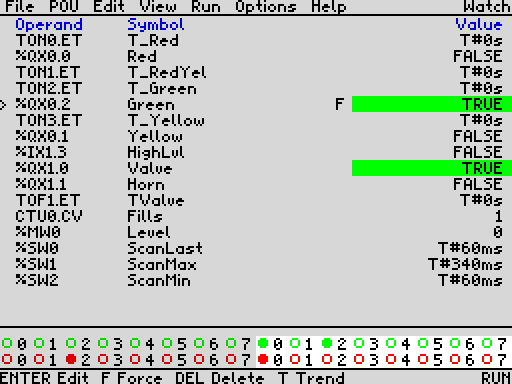 File POU Edit View Run Options Help Watch
Operand Symbol Value
TON0.ET T_Red T#0s
%QX0.0 Red FALSE
TON1.ET T_RedYel T#0s
TON2.ET T_Green T#0s
%QX0.2 Green F TRUE
TON3.ET T_Yellow T#0s
%QX0.1 Yellow FALSE
%IX1.3 HighLvl FALSE
%QX1.0 Valve TRUE
%QX1.1 Horn FALSE
TOF1.ET TValve T#0s
CTU0.CV Fills 1
%MW0 Level 0
%SW0 ScanLast T#60ms
%SW1 ScanMax T#340ms
%SW2 ScanMin T#60ms
0 1 2 3 4 5 6 7 0 1 2 3 4 5 6 7
0 1 2 3 4 5 6 7 0 1 2 3 4 5 6 7
ENTER Edit F Force DEL Delete T Trend RUN